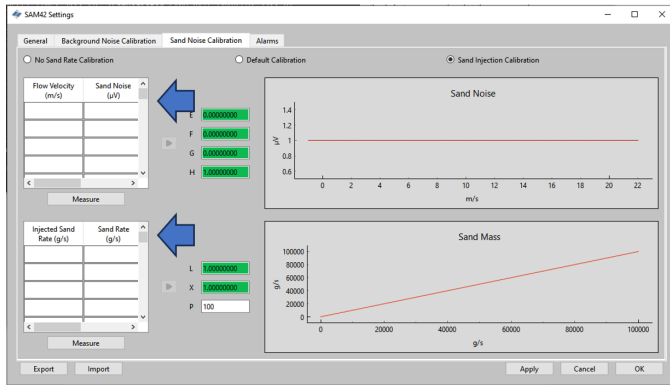 SAM42 Settings
General Background Noise Calibration Sand Noise Calibration Alarms
No Sand Rate Calibration Default Calibration Sand Injection Calibration
Flow Velocity (m/s) Sand Noise (µV)
E 0.00000000
F 0.00000000
G 0.00000000
H 1.00000000
Measure
Sand Noise
µV
1.4
1.2
1
0.8
0.6
0 2 4 6 8 10 12 14 16 18 20 22
m/s
Injected Sand Rate (g/s) Sand Rate (g/s)
L 1.00000000
X 1.00000000
P 100
Measure
Sand Mass
g/s
100000
80000
60000
40000
20000
0
0 20000 40000 60000 80000 100000
g/s
Export Import Apply Cancel OK